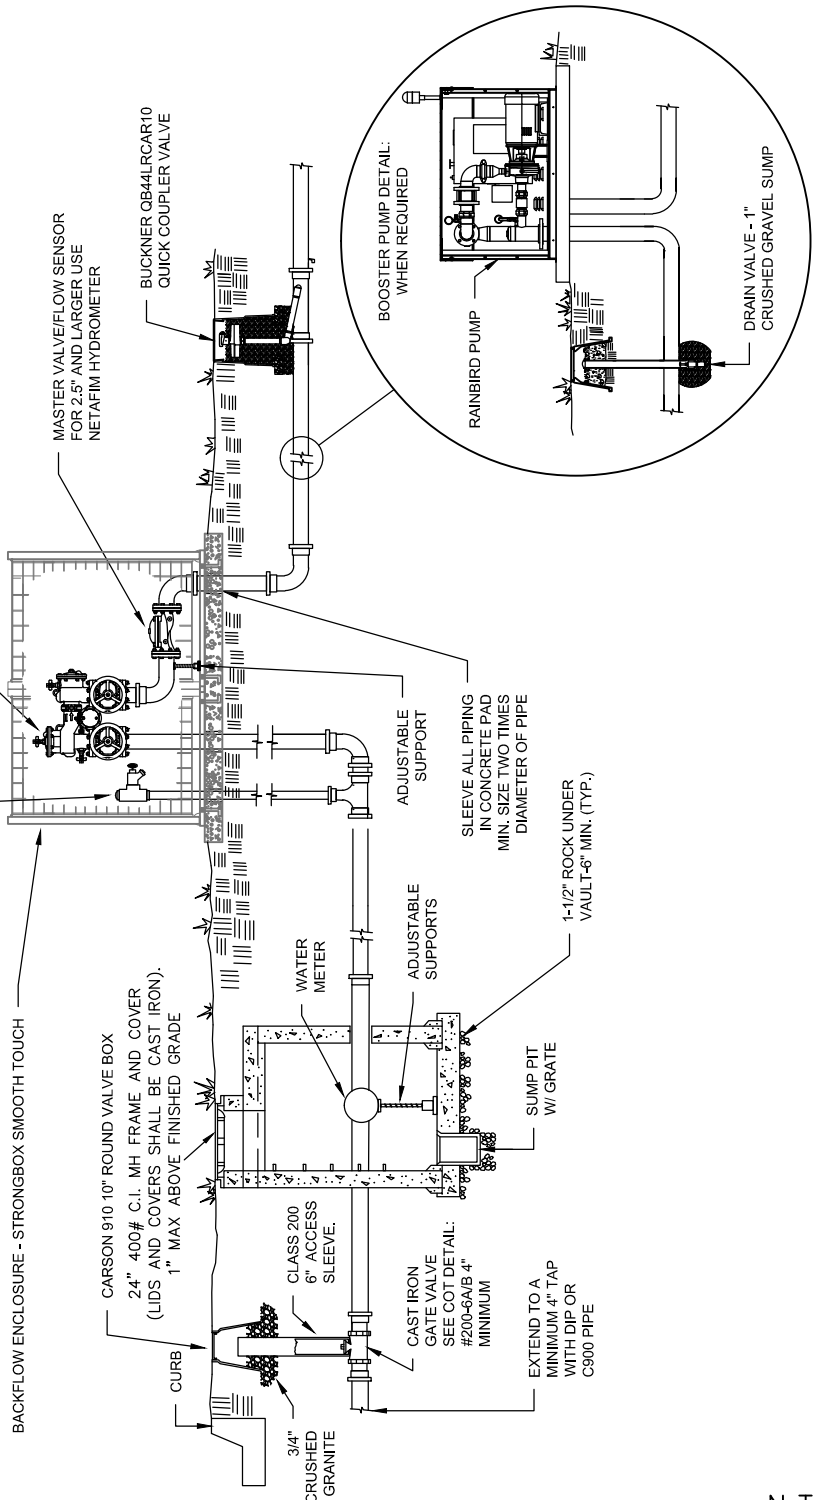 BACKFLOW ENCLOSURE - STRONGBOX SMOOTH TOUCH
CURB
CARSON 910 10" ROUND VALVE BOX
24" 400# C.I. MH FRAME AND COVER
(LIDS AND COVERS SHALL BE CAST IRON).
1" MAX ABOVE FINISHED GRADE
3/4"
CRUSHED
GRANITE
CLASS 200
6" ACCESS
SLEEVE.
CAST IRON
GATE VALVE
SEE COT DETAIL:
#200-6A/B 4"
MINIMUM
EXTEND TO A
MINIMUM 4" TAP
WITH DIP OR
C900 PIPE
WATER
METER
ADJUSTABLE
SUPPORTS
SUMP PIT
W/ GRATE
1-1/2" ROCK UNDER
VAULT-6" MIN. (TYP.)
ADJUSTABLE
SUPPORT
SLEEVE ALL PIPING
IN CONCRETE PAD
MIN. SIZE TWO TIMES
DIAMETER OF PIPE
MASTER VALVE/FLOW SENSOR
FOR 2.5" AND LARGER USE
NETAFIM HYDROMETER
BUCKNER QB44LRCAR10
QUICK COUPLER VALVE
BOOSTER PUMP DETAIL:
WHEN REQUIRED
RAINBIRD PUMP
DRAIN VALVE - 1"
CRUSHED GRAVEL SUMP